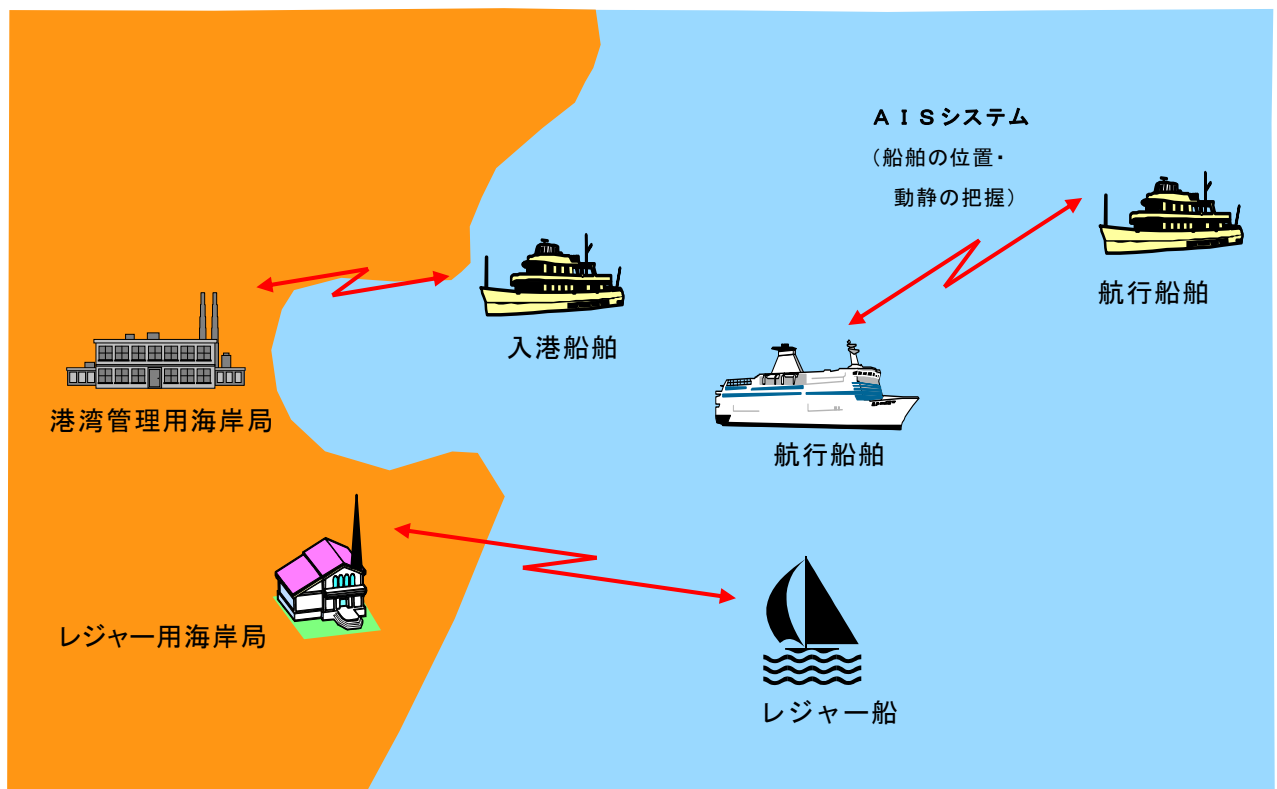 ＡＩＳシステム
（船舶の位置・
動静の把握）
航行船舶
入港船舶
港湾管理用海岸局
航行船舶
レジャー用海岸局
レジャー船